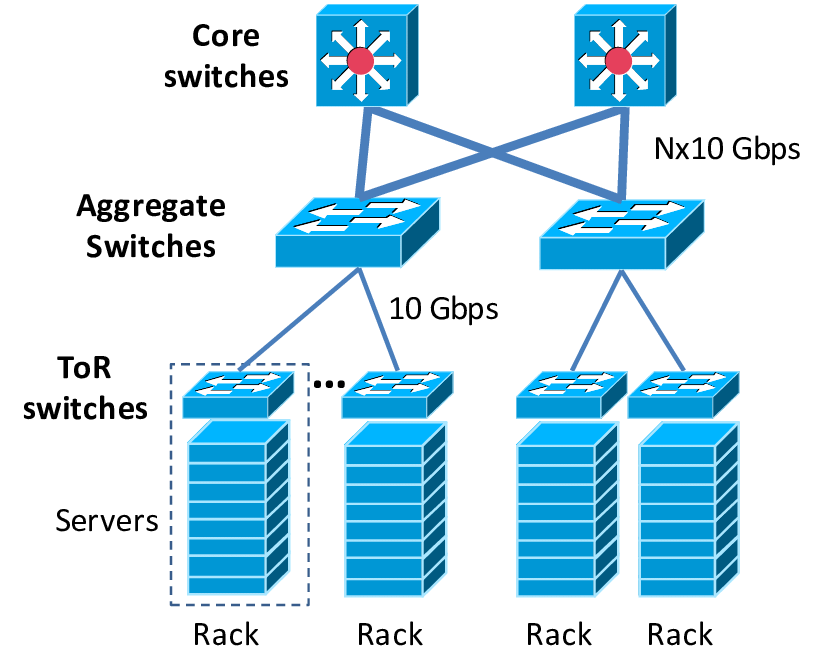 Core
switches
Nx10 Gbps
Aggregate
Switches
10 Gbps
ToR
switches
...
Servers
Rack
Rack
Rack
Rack